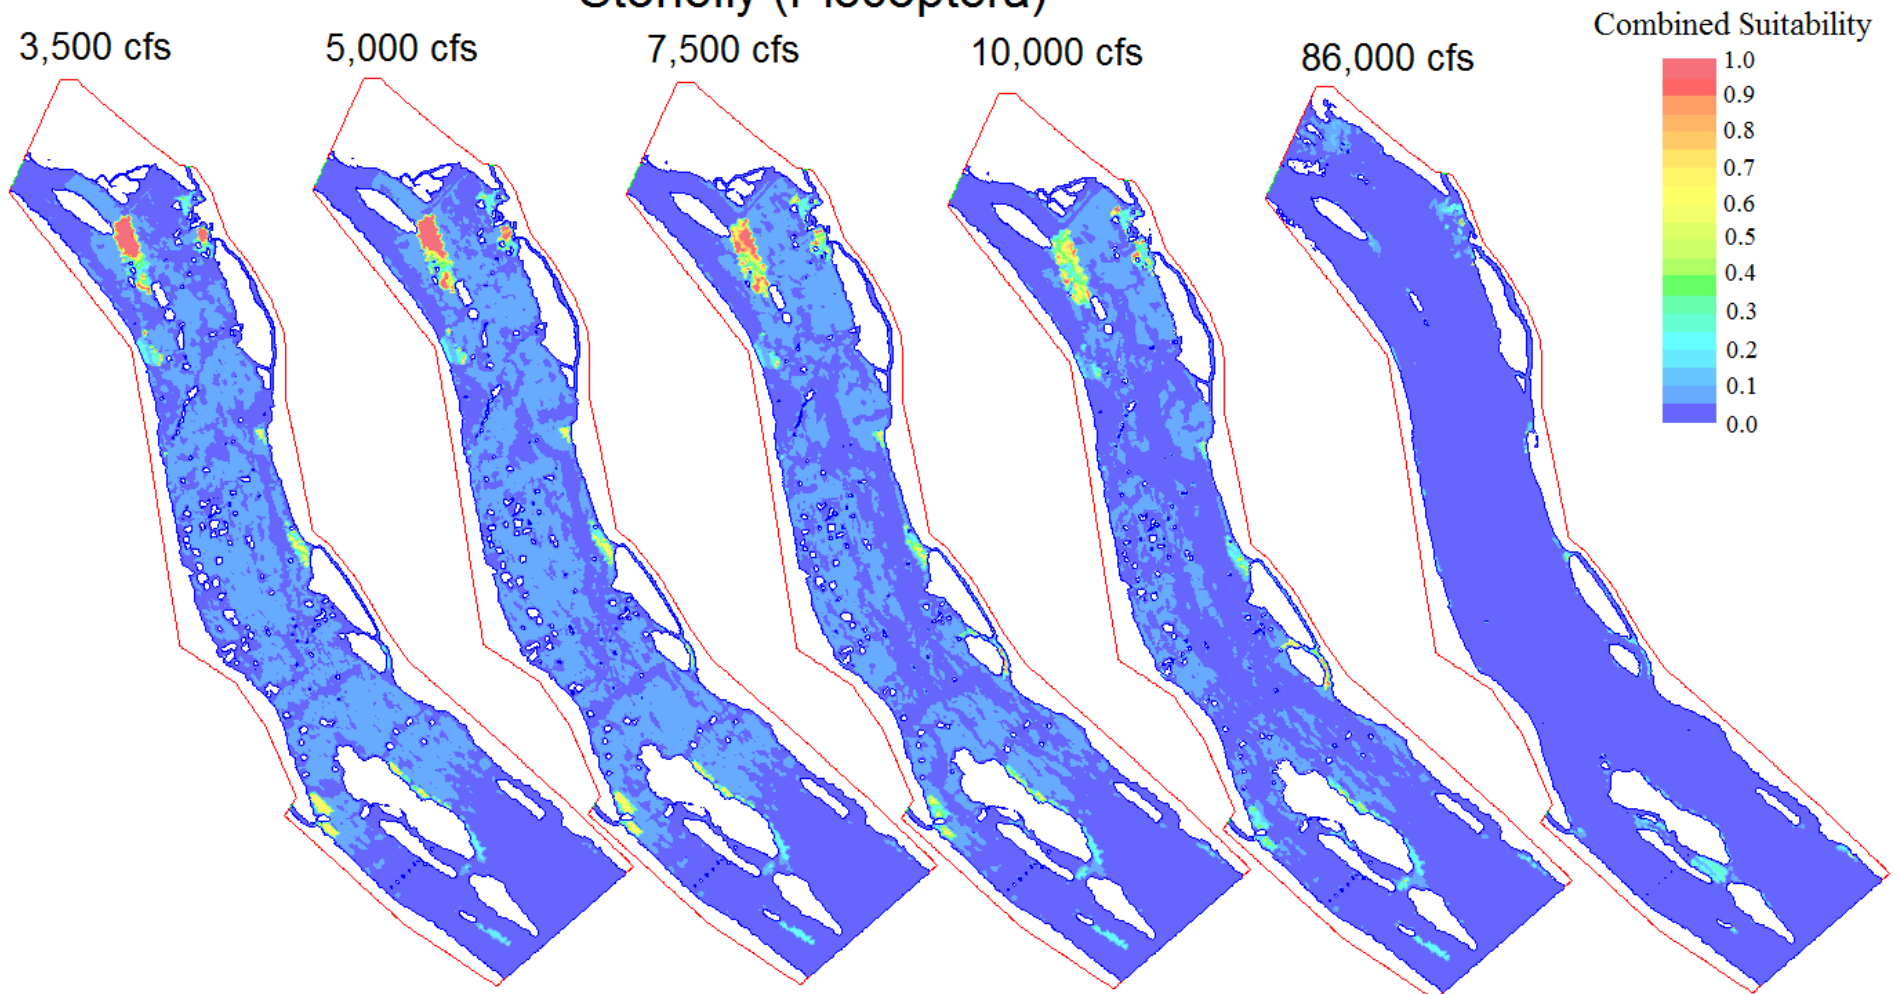 Stonefly (Plecoptera)
3,500 cfs
5,000 cfs
7,500 cfs
10,000 cfs
86,000 cfs
Combined Suitability
1.0
0.9
0.8
0.7
0.6
0.5
0.4
0.3
0.2
0.1
0.0